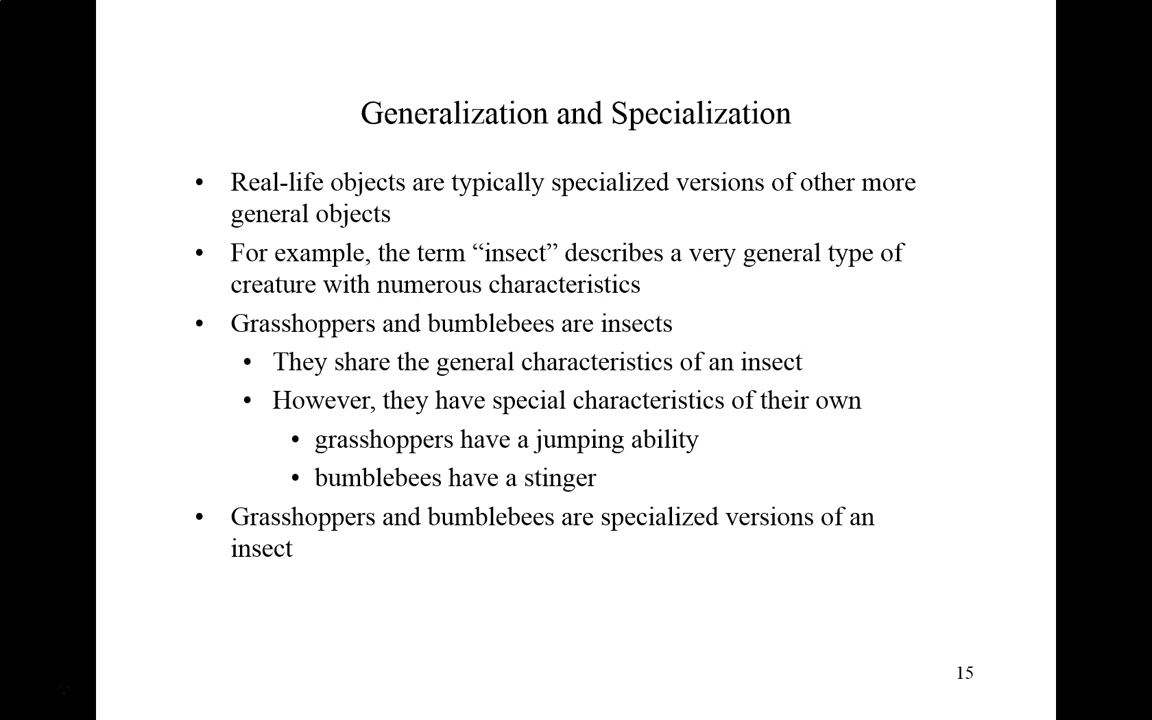 Generalization and Specialization
• Real-life objects are typically specialized versions of other more
general objects
• For example, the term “insect” describes a very general type of
creature with numerous characteristics
• Grasshoppers and bumblebees are insects
• They share the general characteristics of an insect
• However, they have special characteristics of their own
• grasshoppers have a jumping ability
• bumblebees have a stinger
• Grasshoppers and bumblebees are specialized versions of an
insect
15